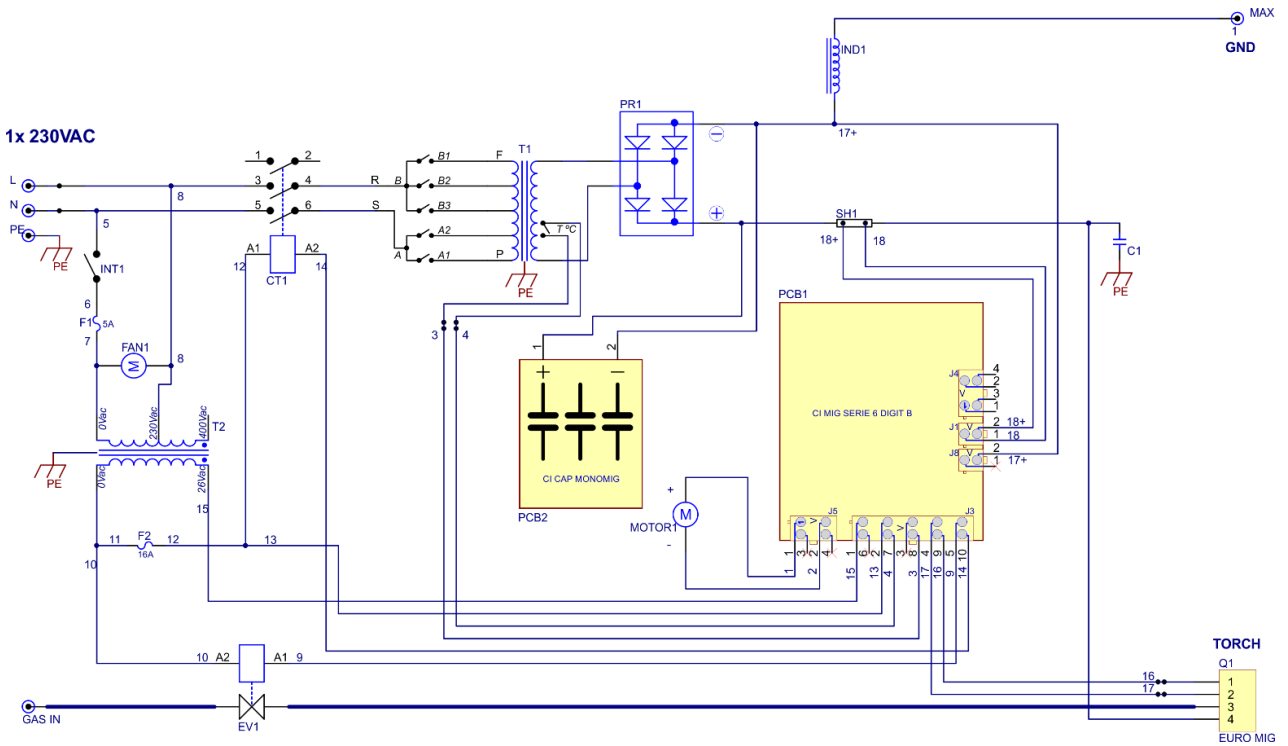 MAX
1
GND
IND1
PR1
1x 230VAC
17+
1 2
B1 F T1
L 3 4 R B B2
8
N 5 6 S B3
5
SH1
PE
A2 T ºC
18+ 18
A1 A2 A A1 P
C1
PE INT1 12 14
CT1 PE PE
PCB1
6
F1 5A
3 4
7
FAN1
M 8
1 2
+ −
J4 4
2
V 3
1
0Vac 230Vac 400Vac T2
CI MIG SERIE 6 DIGIT B
J1 V 2 18+
1 18
J8 V 2
1 17+
PE 0Vac 26Vac
CI CAP MONOMIG
15
+
PCB2
M
MOTOR1
-
V J5
V J3
11 F2 12 13
16A
1 3 2 4 1 6 2 7 3 8 4 9 5 10
10
1 2 15 13 4 3 17 16 9 14
TORCH
10 A2 A1 9
Q1
16
1
17
2
3
4
GAS IN
EV1
EURO MIG